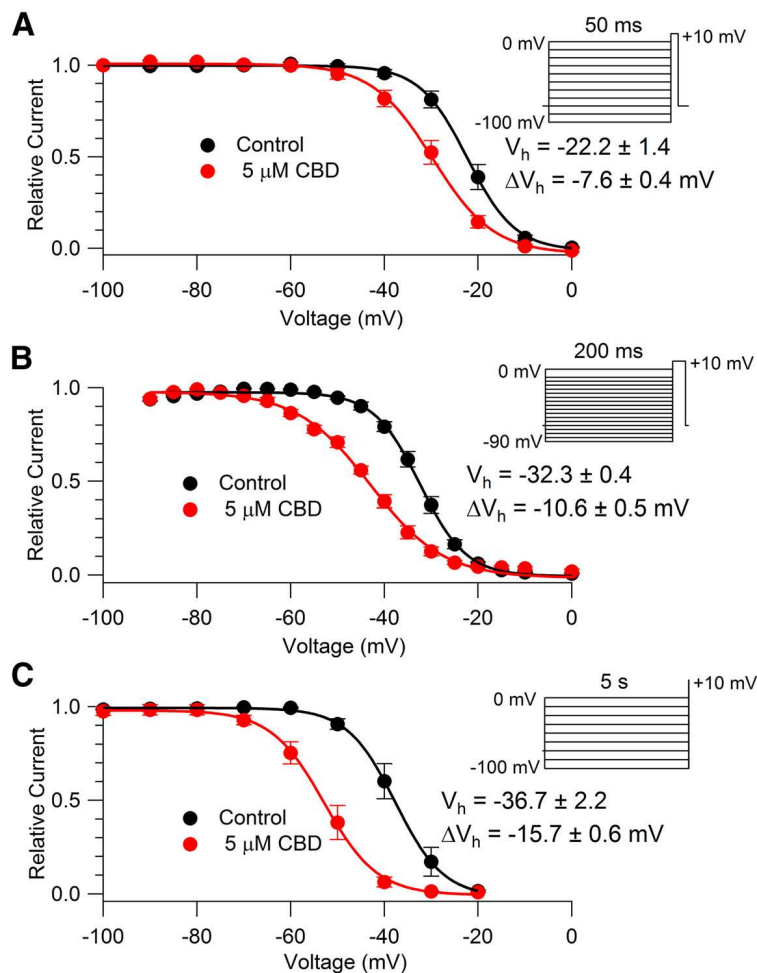 A
50 ms
0 mV
+10 mV
-100 mV
V_h = -22.2 ± 1.4
ΔV_h = -7.6 ± 0.4 mV
Relative Current
1.0
0.5
0.0
Control
5 μM CBD
-100 -80 -60 -40 -20 0
Voltage (mV)
B
200 ms
0 mV
+10 mV
-90 mV
V_h = -32.3 ± 0.4
ΔV_h = -10.6 ± 0.5 mV
Relative Current
1.0
0.5
0.0
Control
5 μM CBD
-100 -80 -60 -40 -20 0
Voltage (mV)
C
5 s
0 mV
+10 mV
-100 mV
V_h = -36.7 ± 2.2
ΔV_h = -15.7 ± 0.6 mV
Relative Current
1.0
0.5
0.0
Control
5 μM CBD
-100 -80 -60 -40 -20 0
Voltage (mV)